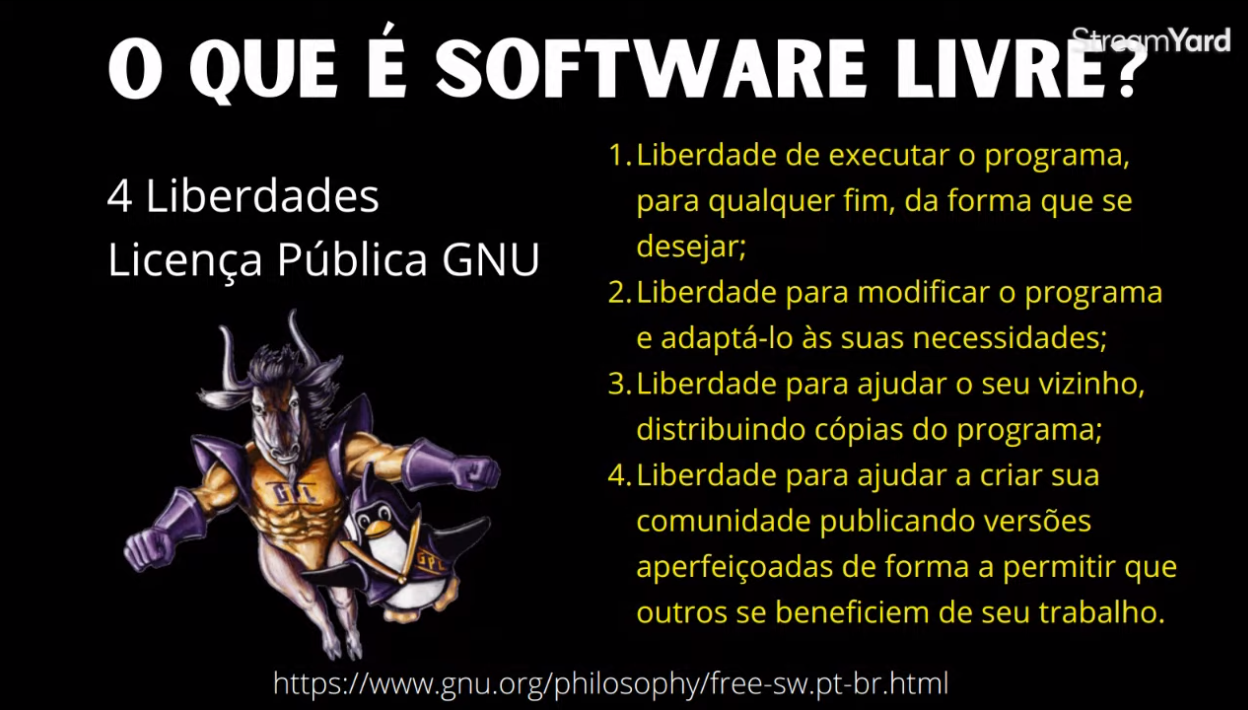 StreamYard
O QUE É SOFTWARE LIVRE?
4 Liberdades
Licença Pública GNU
1. Liberdade de executar o programa,
para qualquer fim, da forma que se
desejar;
2. Liberdade para modificar o programa
e adaptá-lo às suas necessidades;
3. Liberdade para ajudar o seu vizinho,
distribuindo cópias do programa;
4. Liberdade para ajudar a criar sua
comunidade publicando versões
aperfeiçoadas de forma a permitir que
outros se beneficiem de seu trabalho.
GPL
GPL
https://www.gnu.org/philosophy/free-sw.pt-br.html